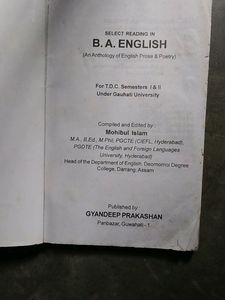 SELECT READING IN
B. A. ENGLISH
(An Anthology of English Prose & Poetry)
For T.D.C. Semesters I & II
Under Gauhati University
Compiled and Edited by
Mohibul Islam
M.A., B.Ed., M.Phil, PGCTE (CIEFL, Hyderabad),
PGDTE (The English and Foreign Languages
University, Hyderabad)
Head of the Department of English, Deomornoi Degree
College, Darrang, Assam
Published by
GYANDEEP PRAKASHAN
Panbazar, Guwahati - 1